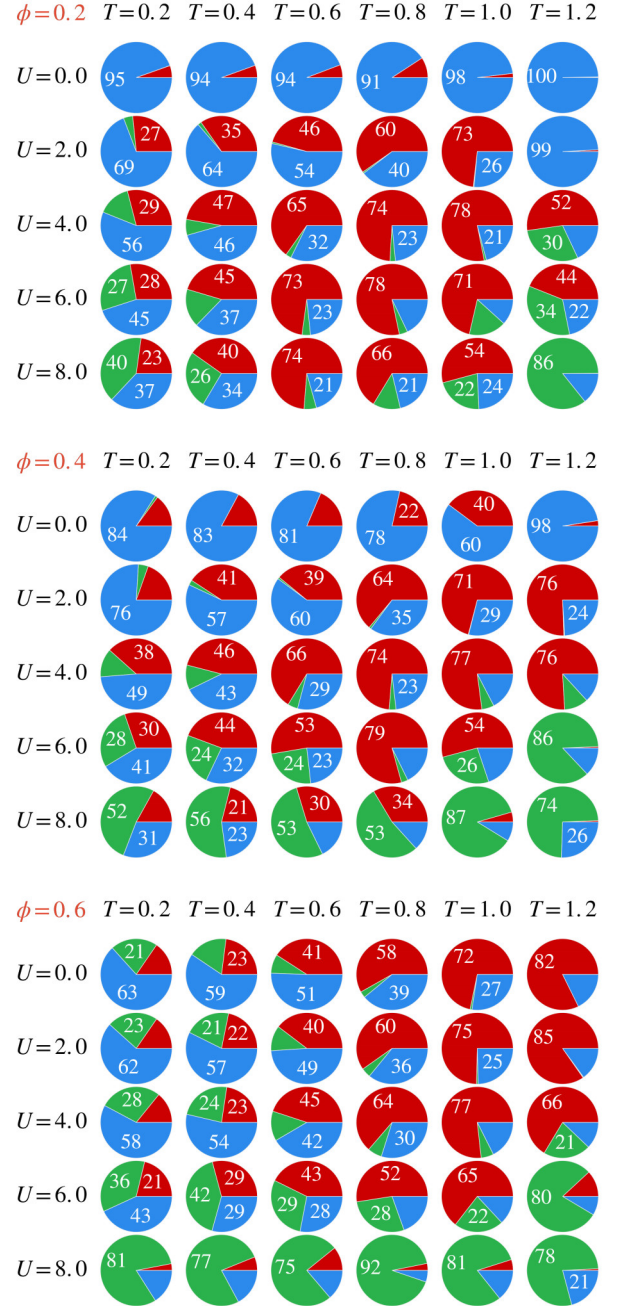 ϕ=0.2 T=0.2 T=0.4 T=0.6 T=0.8 T=1.0 T=1.2
U=0.0 95 94 94 91 98 100
U=2.0 27 69 35 64 46 54 60 40 73 26 99
U=4.0 29 56 47 46 65 32 74 23 78 21 52 30
U=6.0 27 28 45 45 37 73 23 78 71 44 34 22
U=8.0 40 23 37 40 26 34 74 21 66 21 54 22 24 86
ϕ=0.4 T=0.2 T=0.4 T=0.6 T=0.8 T=1.0 T=1.2
U=0.0 84 83 81 22 78 40 60 98
U=2.0 76 41 57 39 60 64 35 71 29 76 24
U=4.0 38 49 46 43 66 29 74 23 77 76
U=6.0 28 30 41 44 24 32 53 24 23 79 54 26 86
U=8.0 52 31 56 21 23 30 53 34 53 87 74 26
ϕ=0.6 T=0.2 T=0.4 T=0.6 T=0.8 T=1.0 T=1.2
U=0.0 21 63 23 59 41 51 58 39 72 27 82
U=2.0 23 62 21 22 57 40 49 60 36 75 25 85
U=4.0 28 58 24 23 54 45 42 64 30 77 66 21
U=6.0 36 21 43 42 29 29 43 29 28 52 28 65 22 80
U=8.0 81 77 75 92 81 78 21